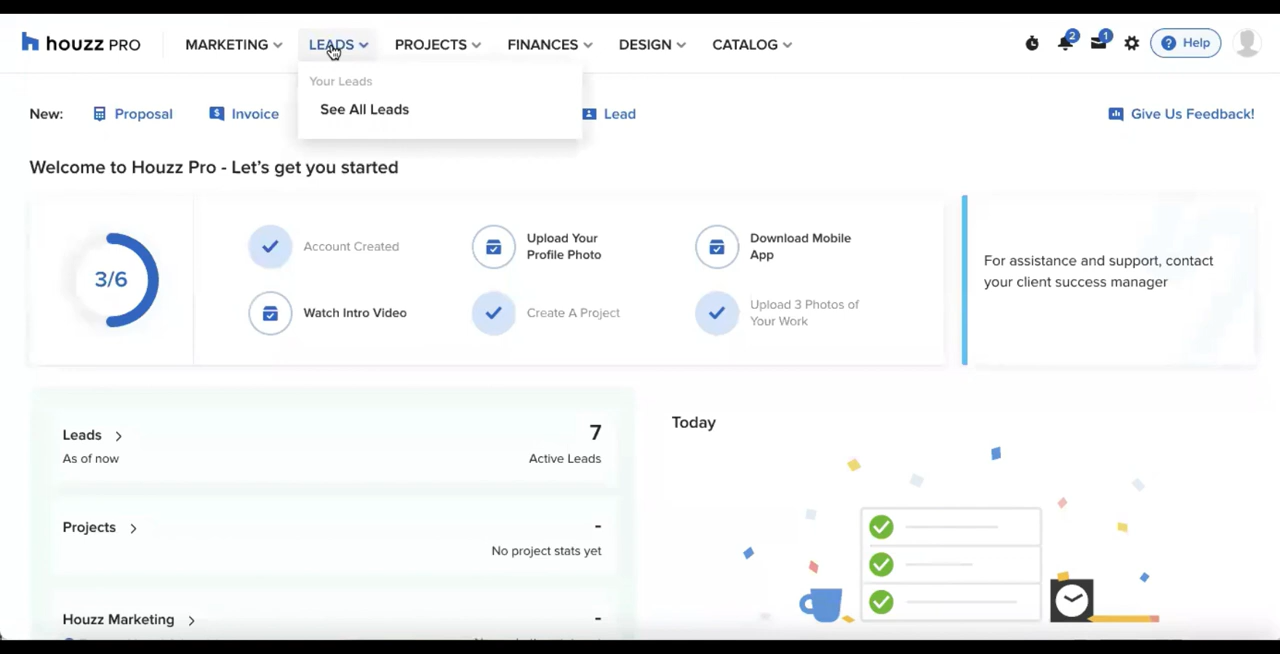 houzz PRO
MARKETING
LEADS
PROJECTS
FINANCES
DESIGN
CATALOG
2
1
Help
Your Leads
See All Leads
New:
Proposal
Invoice
Lead
Give Us Feedback!
Welcome to Houzz Pro - Let's get you started
3/6
Account Created
Upload Your
Profile Photo
Download Mobile
App
Watch Intro Video
Create A Project
Upload 3 Photos of
Your Work
For assistance and support, contact
your client success manager
Leads
7
As of now
Active Leads
Projects
-
No project stats yet
Houzz Marketing
-
Today